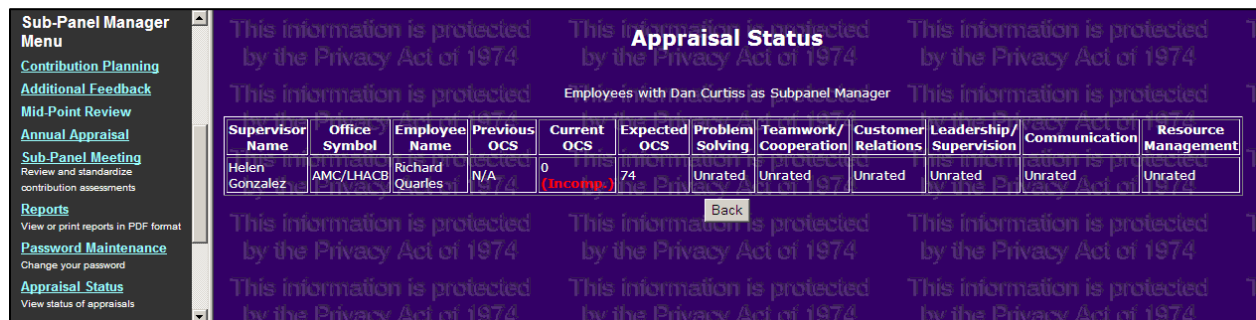 Sub-Panel Manager
Menu
Contribution Planning
Additional Feedback
Mid-Point Review
Annual Appraisal
Sub-Panel Meeting
Review and standardize
contribution assessments
Reports
View or print reports in PDF format
Password Maintenance
Change your password
Appraisal Status
View status of appraisals
This information is protected
by the Privacy Act of 1974
Appraisal Status
Employees with Dan Curtiss as Subpanel Manager
Supervisor Name Office Symbol Employee Name Previous OCS Current OCS Expected OCS Problem Solving Teamwork/ Cooperation Customer Relations Leadership/ Supervision Communication Resource Management
Helen Gonzalez AMC/LHACB Richard Quarles N/A 0 (Incomp.) 74 Unrated Unrated Unrated Unrated Unrated Unrated
Back